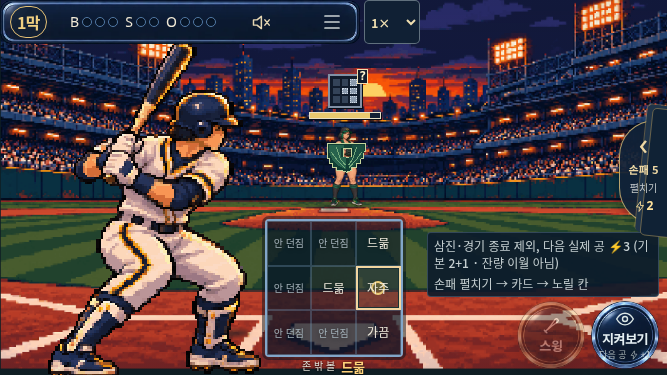 1막
B S O
1×
?
손패 5
펼치기
⚡2
안 던짐 안 던짐 드묾
안 던짐 드묾
안 던짐 안 던짐 가끔
존 밖 볼 드묾
삼진·경기 종료 제외, 다음 실제 공 ⚡3 (기
본 2+1 · 잔량 이월 아님)
손패 펼치기 → 카드 → 노릴 칸
스윙
지켜보기
다음 공